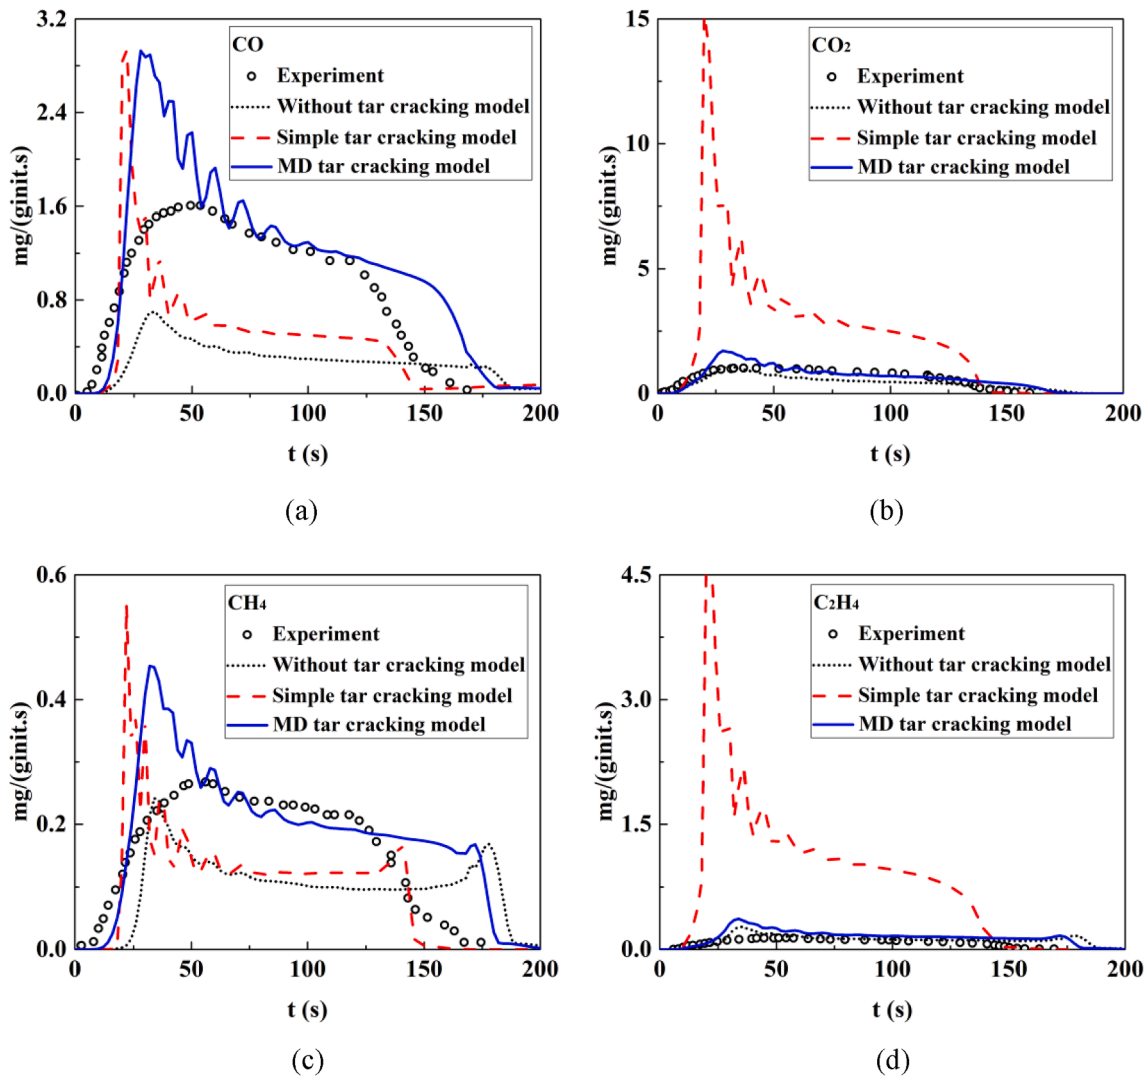 CO
Experiment
Without tar cracking model
Simple tar cracking model
MD tar cracking model
mg/(ginit.s)
3.2
2.4
1.6
0.8
0.0
0 50 100 150 200
t (s)
(a)
CO2
Experiment
Without tar cracking model
Simple tar cracking model
MD tar cracking model
mg/(ginit.s)
15
10
5
0
0 50 100 150 200
t (s)
(b)
CH4
Experiment
Without tar cracking model
Simple tar cracking model
MD tar cracking model
mg/(ginit.s)
0.6
0.4
0.2
0.0
0 50 100 150 200
t (s)
(c)
C2H4
Experiment
Without tar cracking model
Simple tar cracking model
MD tar cracking model
mg/(ginit.s)
4.5
3.0
1.5
0.0
0 50 100 150 200
t (s)
(d)